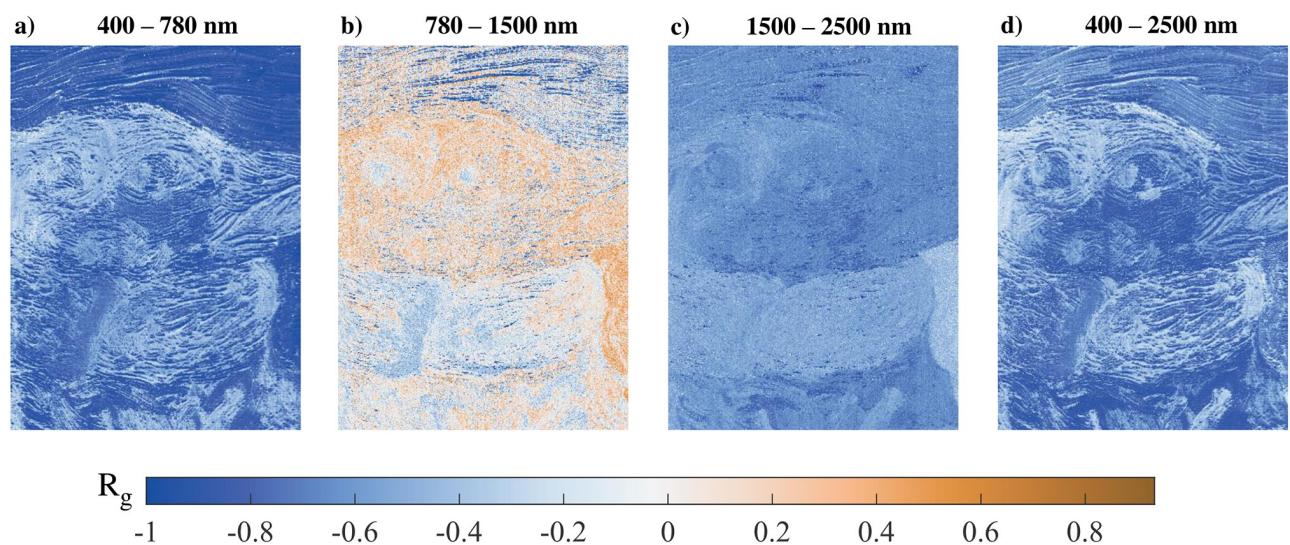 a) 400 – 780 nm
b) 780 – 1500 nm
c) 1500 – 2500 nm
d) 400 – 2500 nm
Rg
-1 -0.8 -0.6 -0.4 -0.2 0 0.2 0.4 0.6 0.8